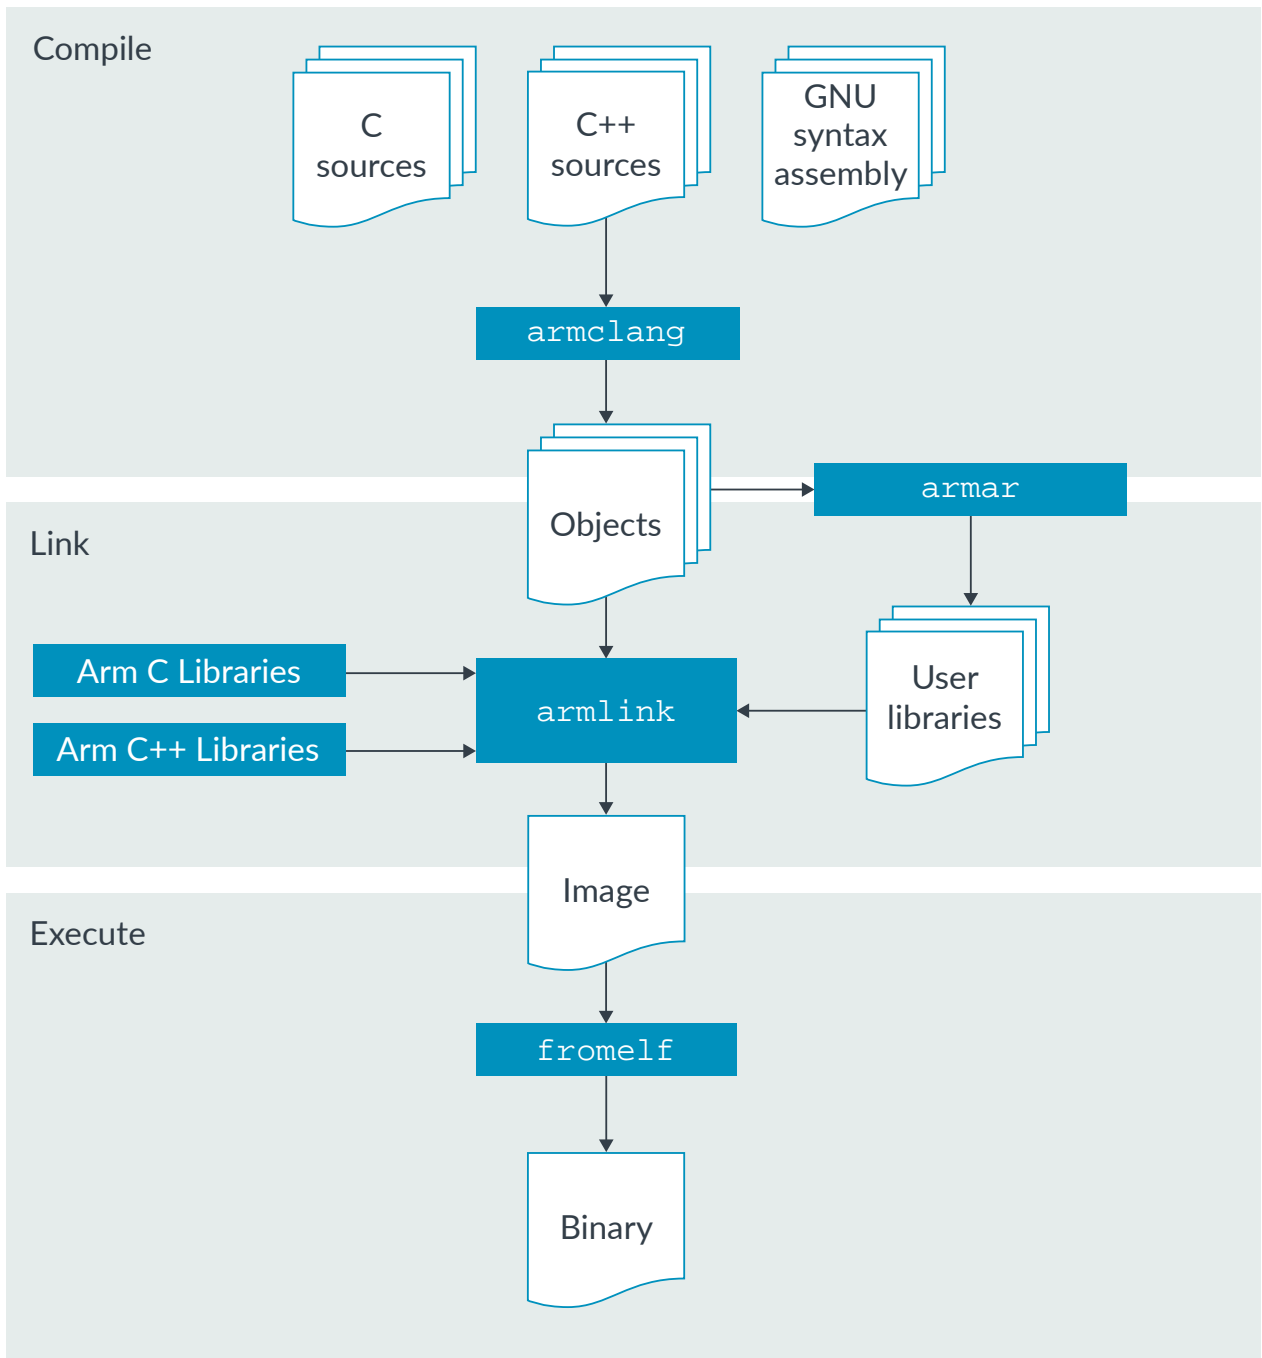 Compile
C
sources
C++
sources
GNU
syntax
assembly
armclang
Objects
armar
Link
Arm C Libraries
Arm C++ Libraries
armlink
User
libraries
Image
Execute
fromelf
Binary